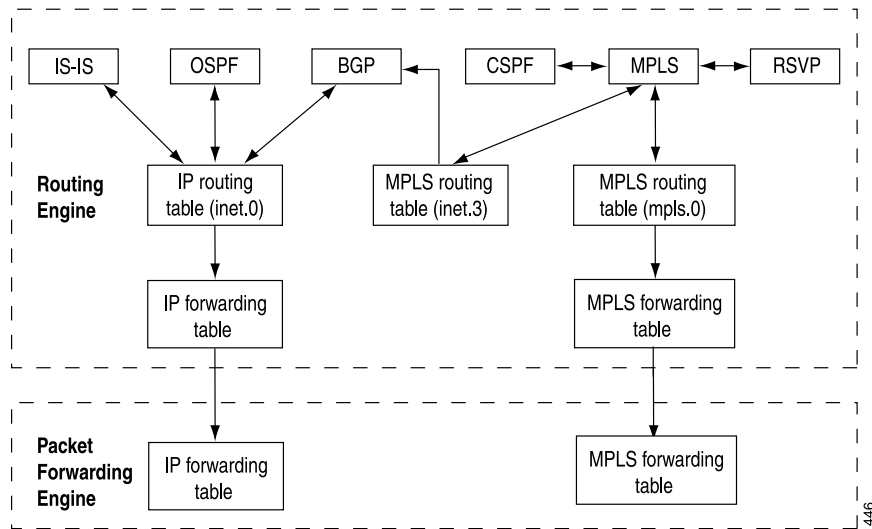 IS-IS
OSPF
BGP
CSPF
MPLS
RSVP
Routing
Engine
IP routing
table (inet.0)
MPLS routing
table (inet.3)
MPLS routing
table (mpls.0)
IP forwarding
table
MPLS forwarding
table
Packet
Forwarding
Engine
IP forwarding
table
MPLS forwarding
table
446